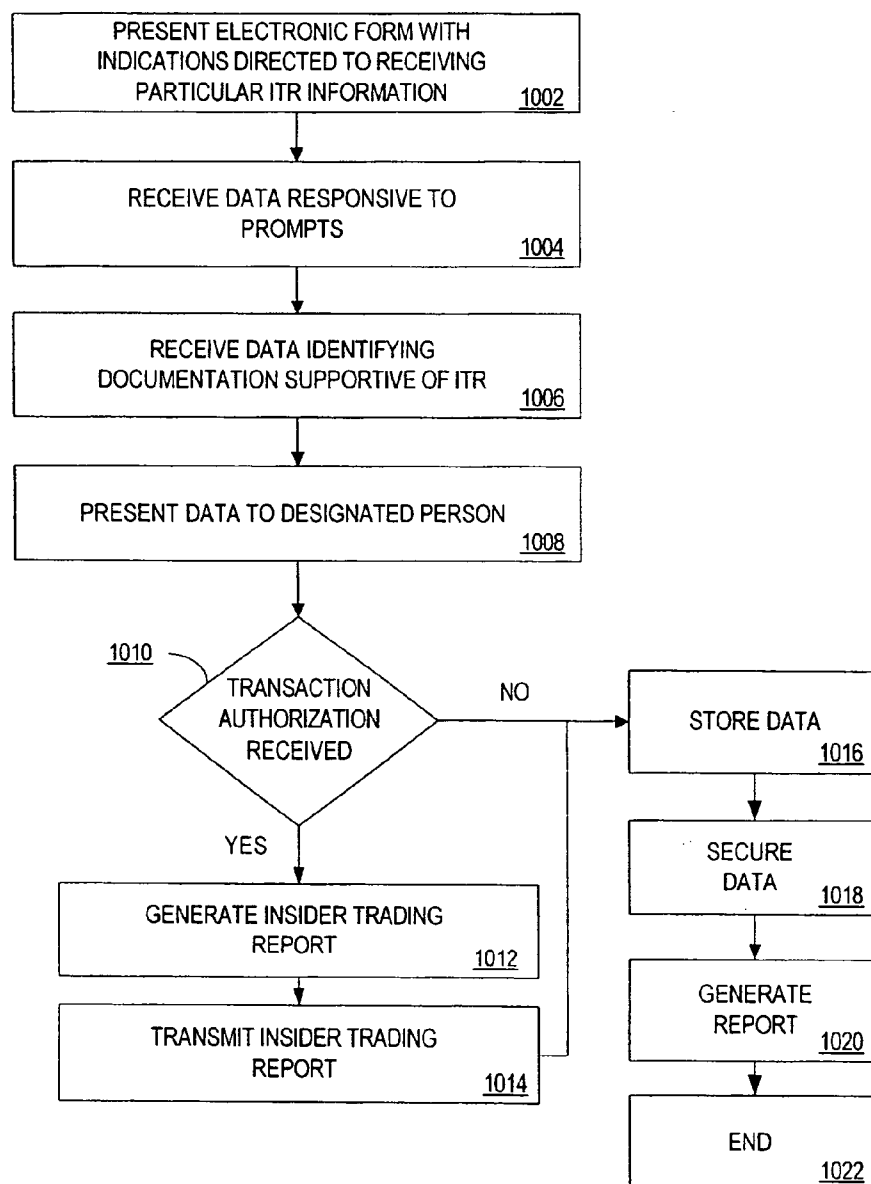 PRESENT ELECTRONIC FORM WITH
INDICATIONS DIRECTED TO RECEIVING
PARTICULAR ITR INFORMATION
1002
RECEIVE DATA RESPONSIVE TO
PROMPTS
1004
RECEIVE DATA IDENTIFYING
DOCUMENTATION SUPPORTIVE OF ITR
1006
PRESENT DATA TO DESIGNATED PERSON
1008
1010
TRANSACTION
AUTHORIZATION
RECEIVED
NO
YES
GENERATE INSIDER TRADING
REPORT
1012
TRANSMIT INSIDER TRADING
REPORT
1014
STORE DATA
1016
SECURE
DATA
1018
GENERATE
REPORT
1020
END
1022